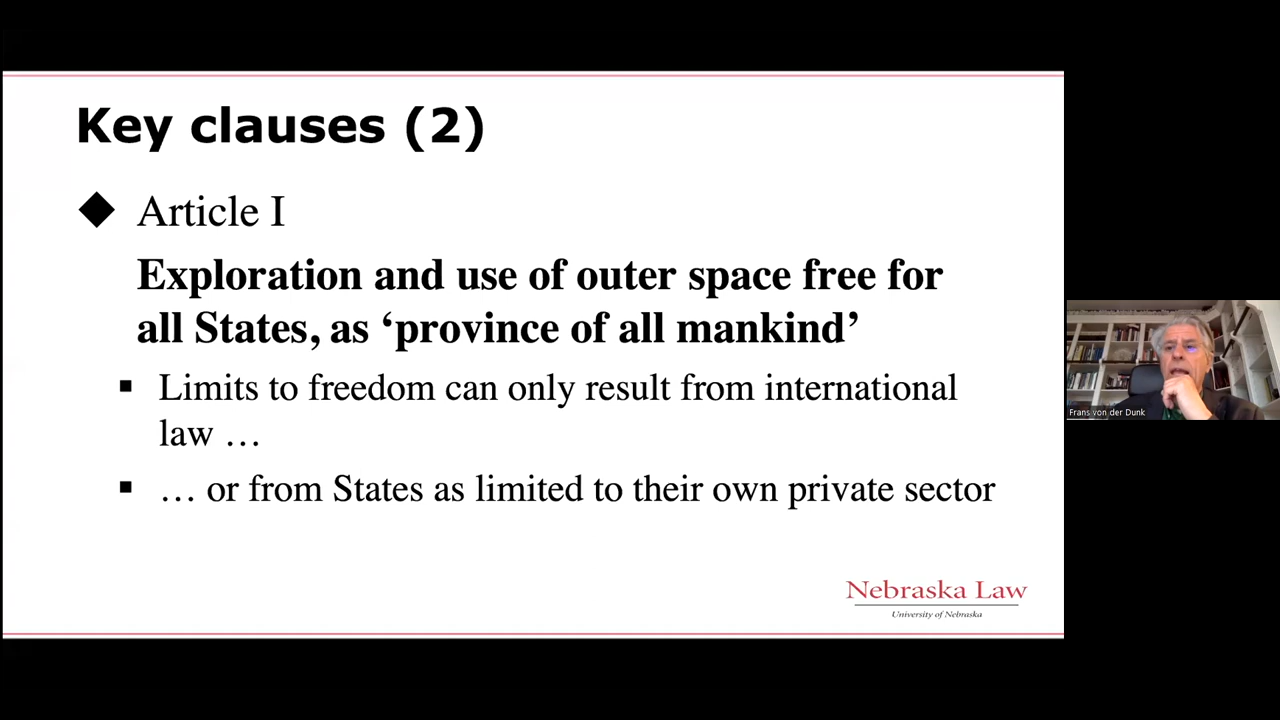 Key clauses (2)
◆ Article I
Exploration and use of outer space free for
all States, as ‘province of all mankind’
▪ Limits to freedom can only result from international
law …
▪ … or from States as limited to their own private sector
Nebraska Law
University of Nebraska
Frans von der Dunk